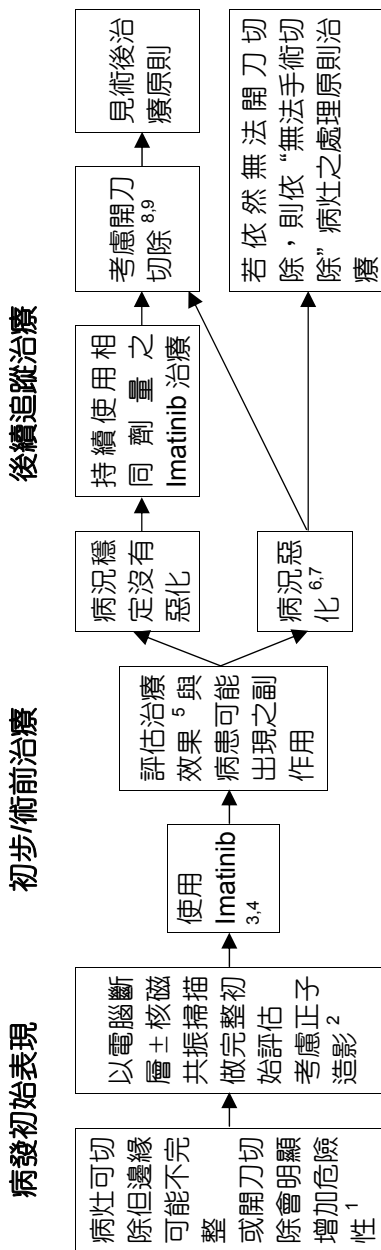 病發初始表現
初步/術前治療
後續追蹤治療
病灶可切
除但邊緣
可能不完
整
或開刀切
除會明顯
增加危險
性1
以電腦斷
層±核磁
共振掃描
做完整初
始評估
考慮正子
造影2
使用
Imatinib
3,4
評估治療
效果5與
病患可能
出現之副
作用
病況穩
定沒有
惡化
持續使用相
同劑量之
Imatinib 治療
考慮開刀
切除8,9
見術後治
療原則
病況惡
化6,7
若依然無法開刀切
除，則依“無法手術切
除”病灶之處理原則治
療